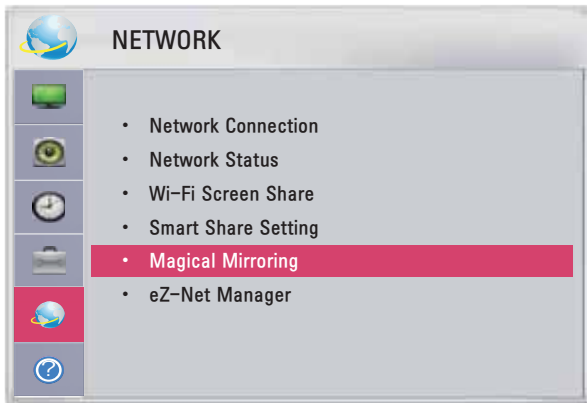 NETWORK
• Network Connection
• Network Status
• Wi-Fi Screen Share
• Smart Share Setting
• Magical Mirroring
• eZ-Net Manager
?